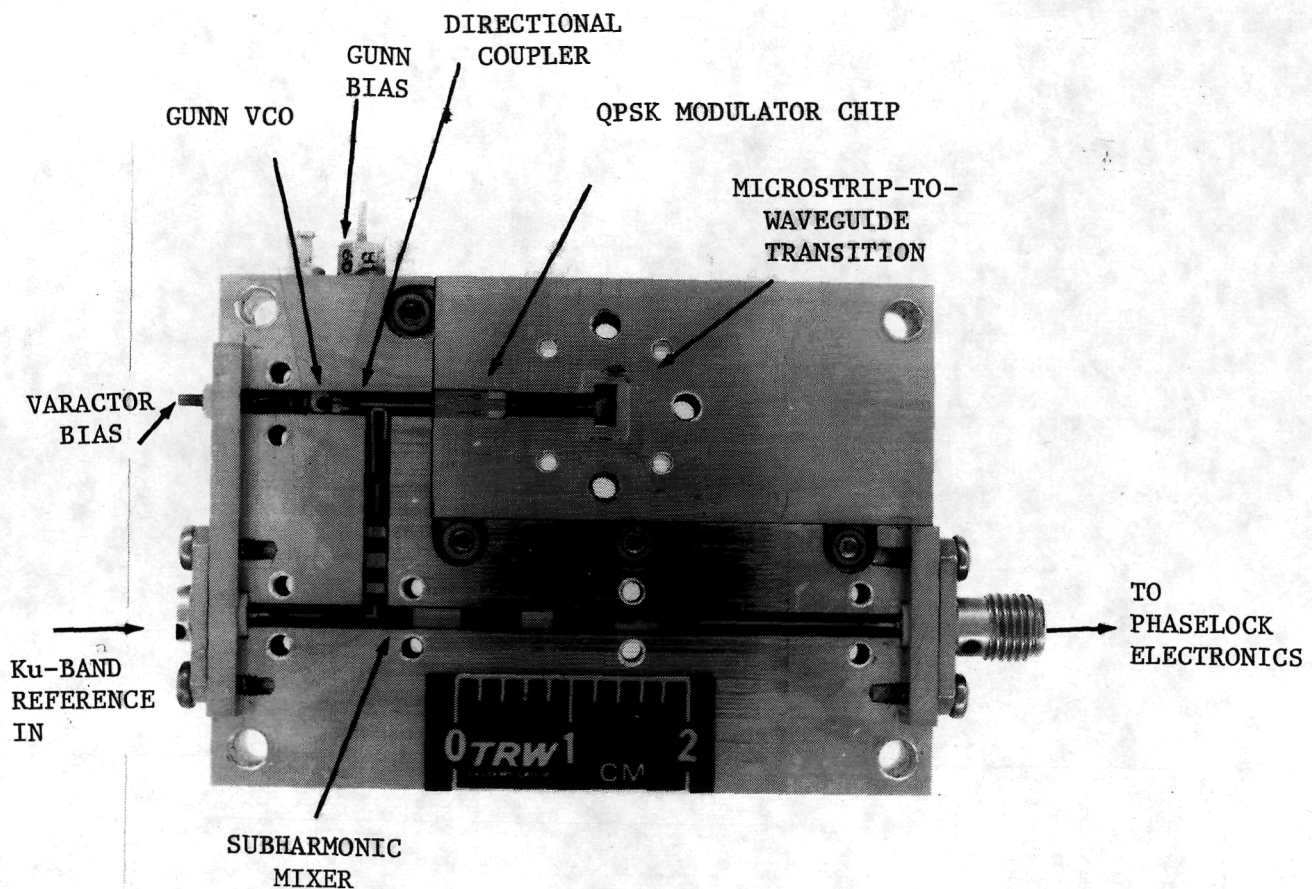 DIRECTIONAL
COUPLER
GUNN
BIAS
GUNN VCO
QPSK MODULATOR CHIP
MICROSTRIP-TO-
WAVEGUIDE
TRANSITION
VARACTOR
BIAS
Ku-BAND
REFERENCE
IN
TO
PHASELOCK
ELECTRONICS
0 TRW 1 2
CM
SUBHARMONIC
MIXER